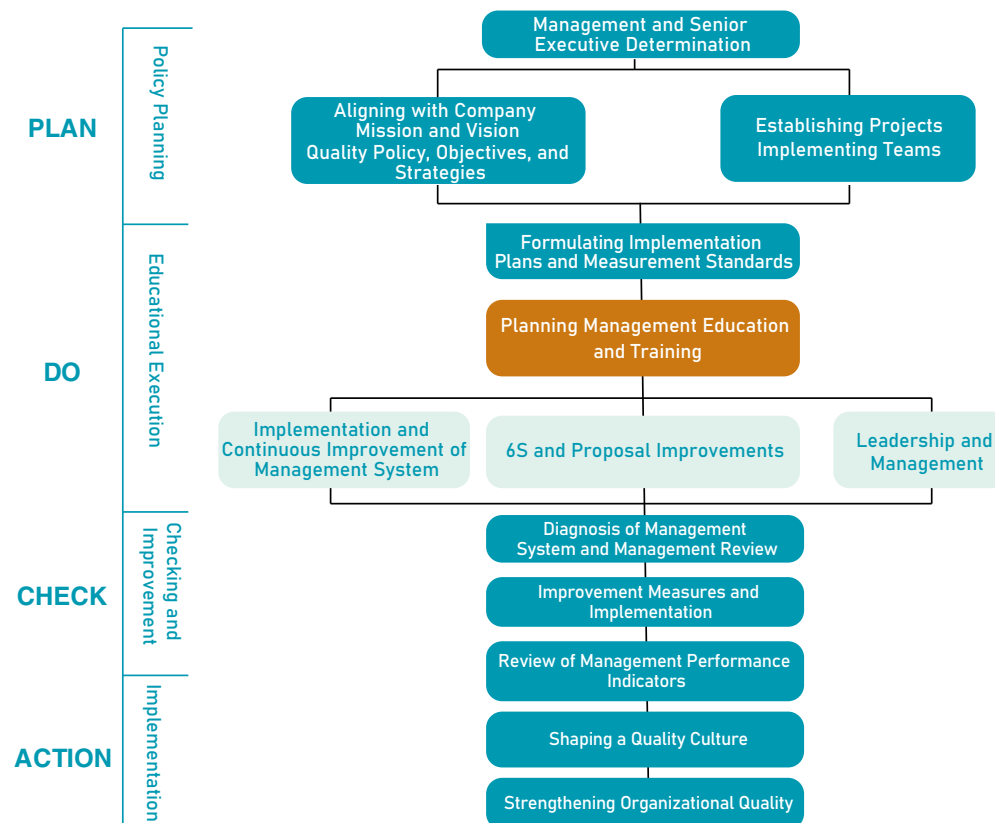 PLAN
Policy Planning
Management and Senior
Executive Determination
Aligning with Company
Mission and Vision
Quality Policy, Objectives, and
Strategies
Establishing Projects
Implementing Teams
DO
Educational Execution
Formulating Implementation
Plans and Measurement Standards
Planning Management Education
and Training
Implementation and
Continuous Improvement of
Management System
6S and Proposal Improvements
Leadership and
Management
CHECK
Checking and
Improvement
Diagnosis of Management
System and Management Review
Improvement Measures and
Implementation
Review of Management Performance
Indicators
ACTION
Implementation
Shaping a Quality Culture
Strengthening Organizational Quality